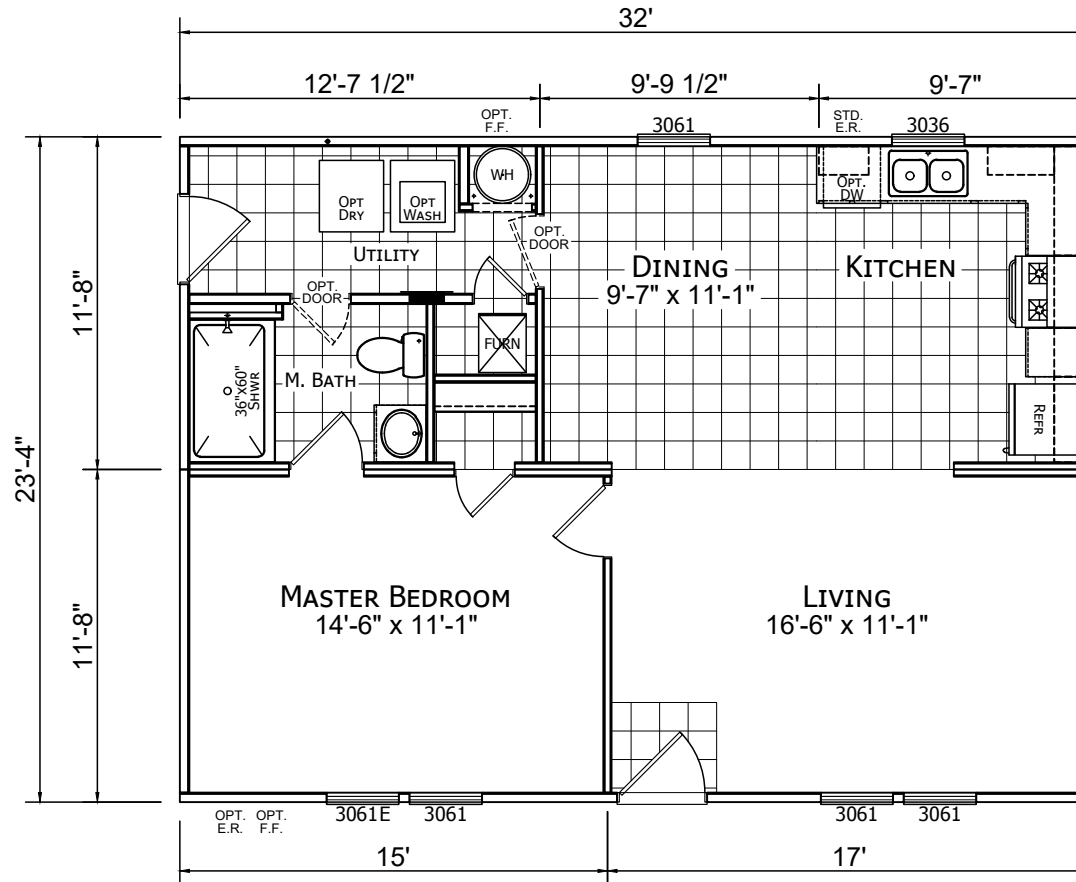 32'
12'-7 1/2"
9'-9 1/2"
9'-7"
OPT.
F.F.
3061
STD.
E.R.
3036
WH
OPT
DRY
OPT
WASH
OPT.
DW
OPT.
DOOR
UTILITY
DINING
9'-7" x 11'-1"
KITCHEN
11'-8"
OPT.
DOOR
FURN
M. BATH
36"x60"
SHWR
REFR
23'-4"
11'-8"
MASTER BEDROOM
14'-6" x 11'-1"
LIVING
16'-6" x 11'-1"
OPT.
E.R.
OPT.
F.F.
3061E
3061
3061
3061
15'
17'